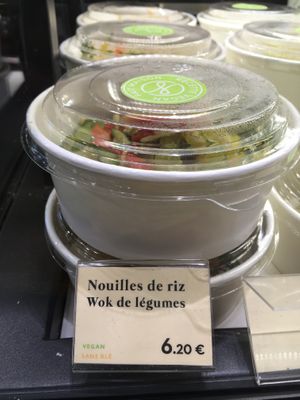 Nouilles de riz
Wok de légumes
VEGAN
SANS BLÉ
6.20 €